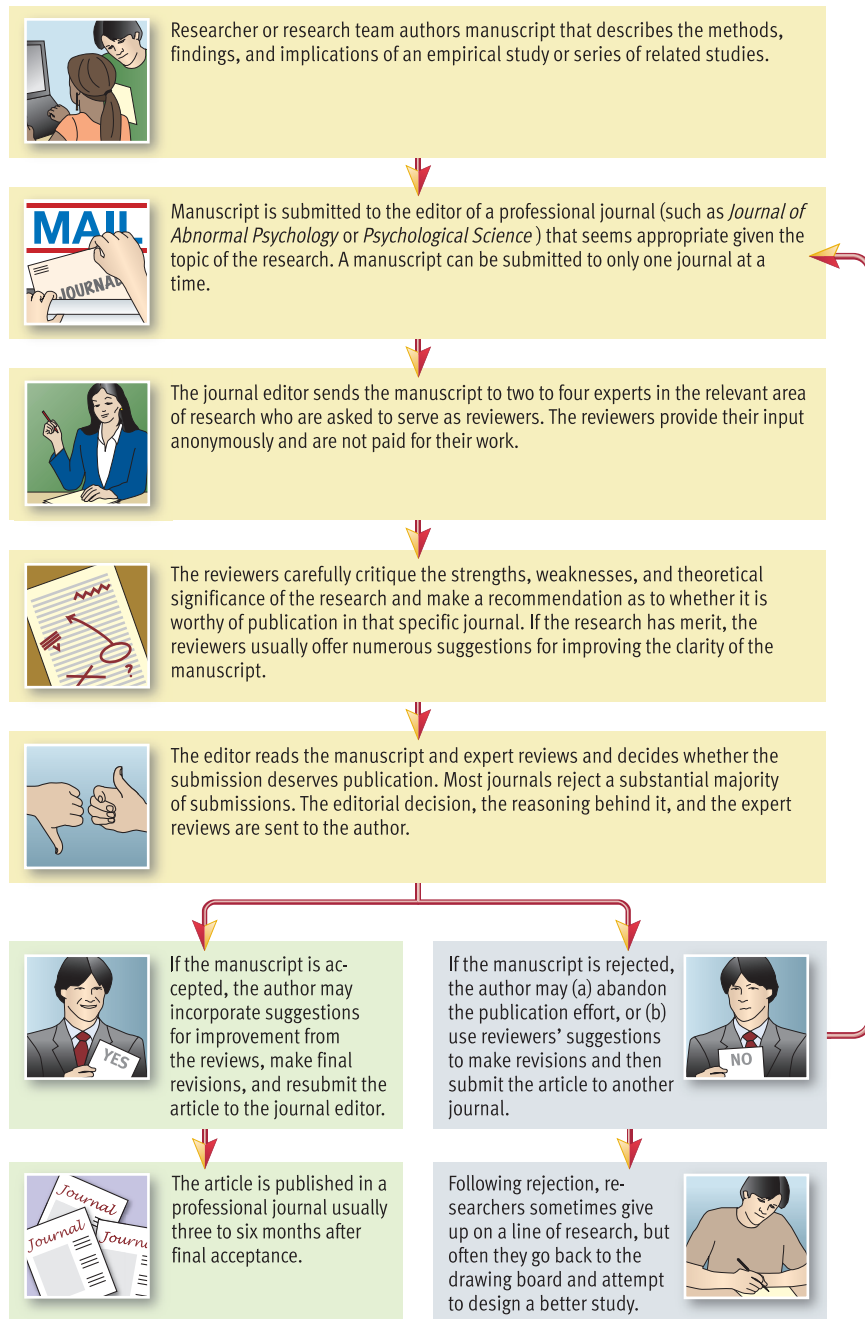 Researcher or research team authors manuscript that describes the methods,
findings, and implications of an empirical study or series of related studies.
MAIL
JOURNAL
Manuscript is submitted to the editor of a professional journal (such as Journal of
Abnormal Psychology or Psychological Science ) that seems appropriate given the
topic of the research. A manuscript can be submitted to only one journal at a
time.
The journal editor sends the manuscript to two to four experts in the relevant area
of research who are asked to serve as reviewers. The reviewers provide their input
anonymously and are not paid for their work.
?
The reviewers carefully critique the strengths, weaknesses, and theoretical
significance of the research and make a recommendation as to whether it is
worthy of publication in that specific journal. If the research has merit, the
reviewers usually offer numerous suggestions for improving the clarity of the
manuscript.
The editor reads the manuscript and expert reviews and decides whether the
submission deserves publication. Most journals reject a substantial majority
of submissions. The editorial decision, the reasoning behind it, and the expert
reviews are sent to the author.
YES
If the manuscript is ac-
cepted, the author may
incorporate suggestions
for improvement from
the reviews, make final
revisions, and resubmit the
article to the journal editor.
If the manuscript is rejected,
the author may (a) abandon
the publication effort, or (b)
use reviewers' suggestions
to make revisions and then
submit the article to another
journal.
NO
Journal
Journal
Journ
The article is published in a
professional journal usually
three to six months after
final acceptance.
Following rejection, re-
searchers sometimes give
up on a line of research, but
often they go back to the
drawing board and attempt
to design a better study.